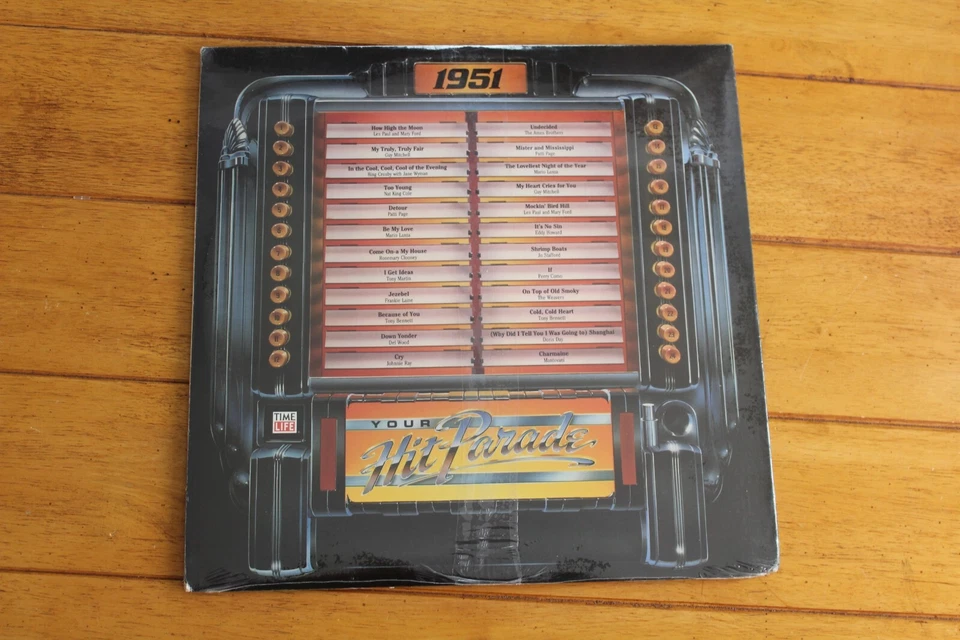 1951
How High the Moon
Les Paul and Mary Ford
My Truly, Truly Fair
Guy Mitchell
In the Cool, Cool, Cool of the Evening
Bing Crosby with Jane Wyman
Too Young
Nat King Cole
Detour
Patti Page
Be My Love
Mario Lanza
Come On-a My House
Rosemary Clooney
I Get Ideas
Tony Martin
Jezebel
Frankie Laine
Because of You
Tony Bennett
Down Yonder
Del Wood
Cry
Johnnie Ray
Undecided
The Ames Brothers
Mister and Mississippi
Patti Page
The Loveliest Night of the Year
Mario Lanza
My Heart Cries for You
Guy Mitchell
Mockin' Bird Hill
Les Paul and Mary Ford
It's No Sin
Eddy Howard
Shrimp Boats
Jo Stafford
If
Perry Como
On Top of Old Smoky
The Weavers
Cold, Cold Heart
Tony Bennett
(Why Did I Tell You I Was Going to) Shanghai
Doris Day
Charmaine
Mantovani
TIME
LIFE
YOUR
Hit Parade